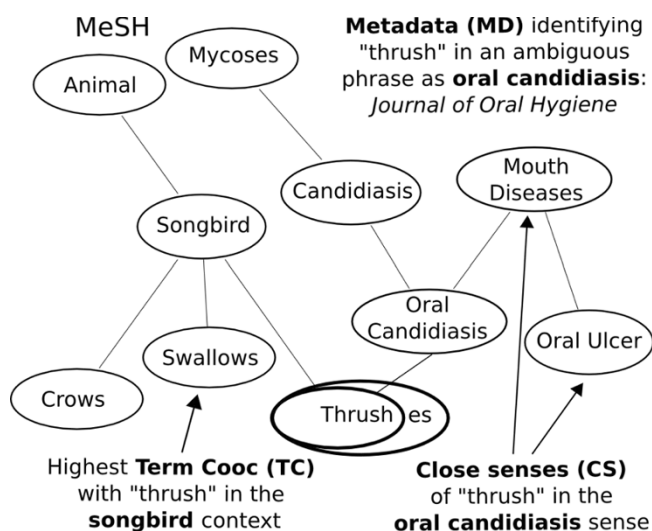 MeSH
Metadata (MD) identifying
"thrush" in an ambiguous
phrase as oral candidiasis:
Journal of Oral Hygiene
Mycoses
Animal
Candidiasis
Mouth
Diseases
Songbird
Oral
Candidiasis
Oral Ulcer
Swallows
Crows
Thrush es
Highest Term Cooc (TC)
with "thrush" in the
songbird context
Close senses (CS)
of "thrush" in the
oral candidiasis sense